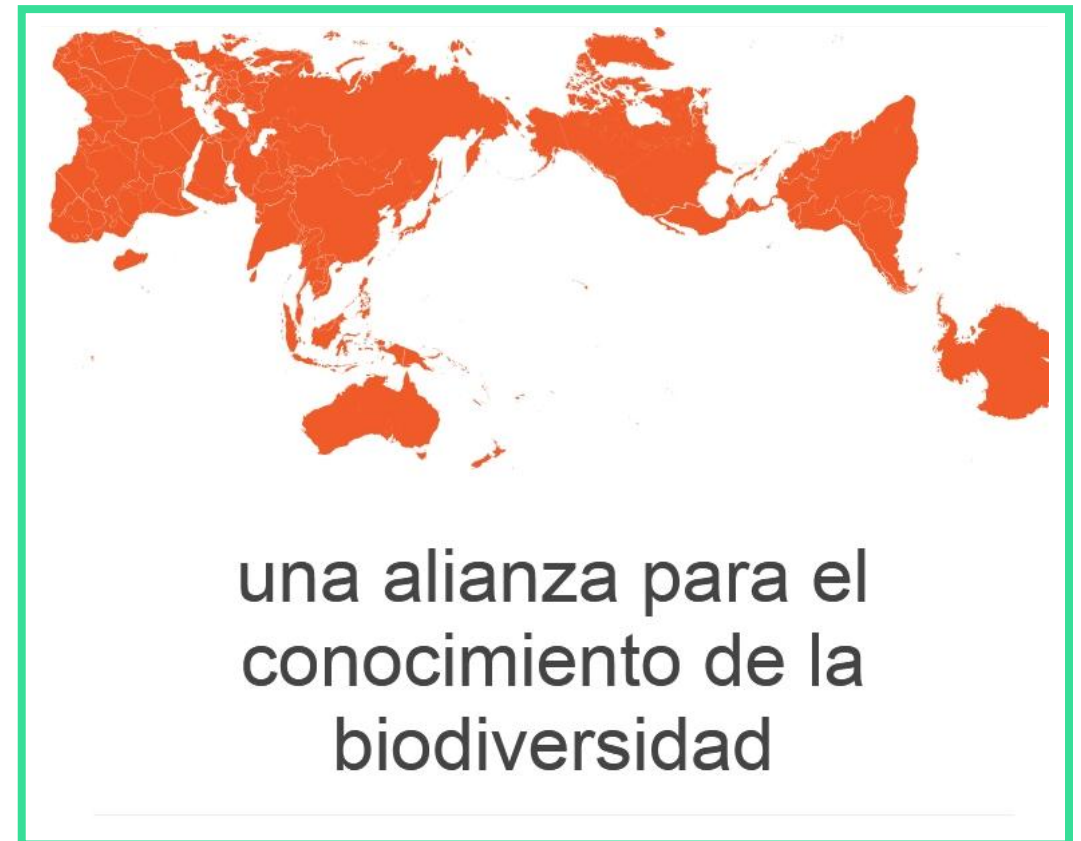 una alianza para el
conocimiento de la
biodiversidad